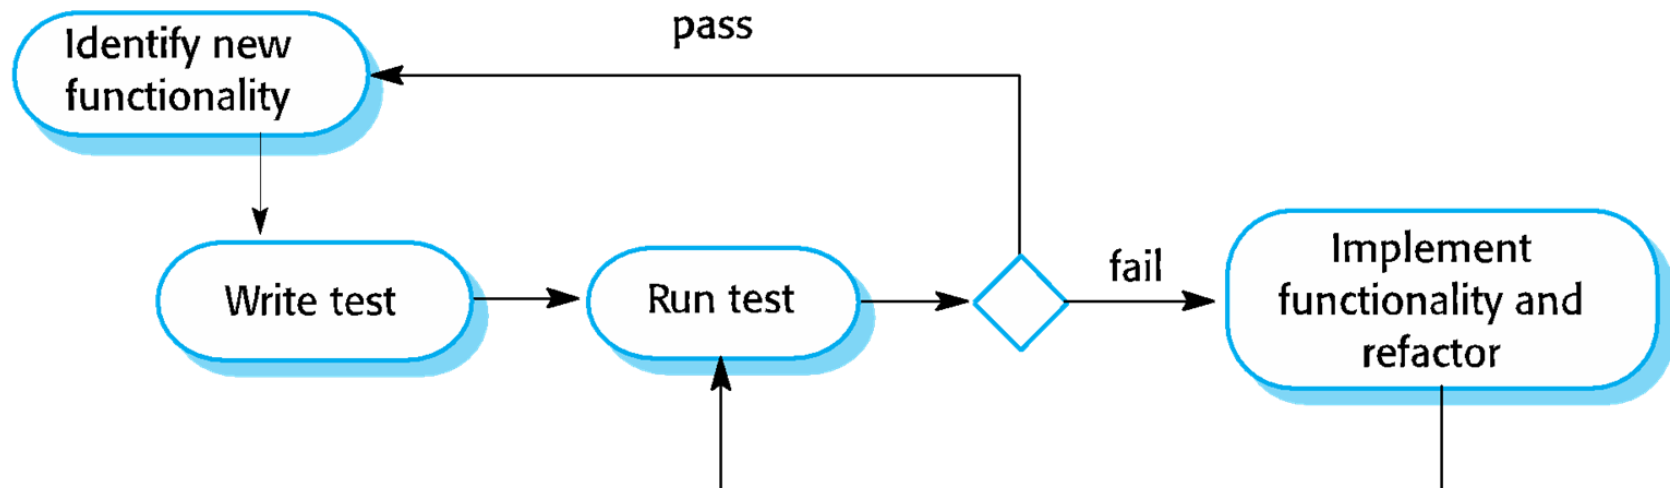 Identify new
functionality
pass
Write test
Run test
fail
Implement
functionality and
refactor